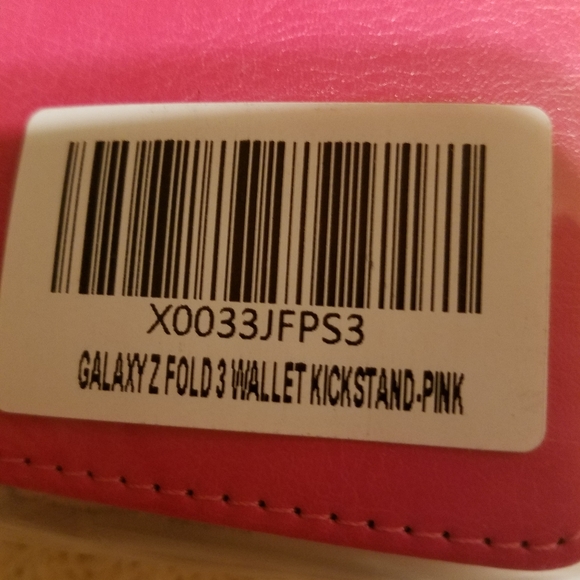 X0033JFPS3
GALAXY Z FOLD 3 WALLET KICKSTAND-PINK